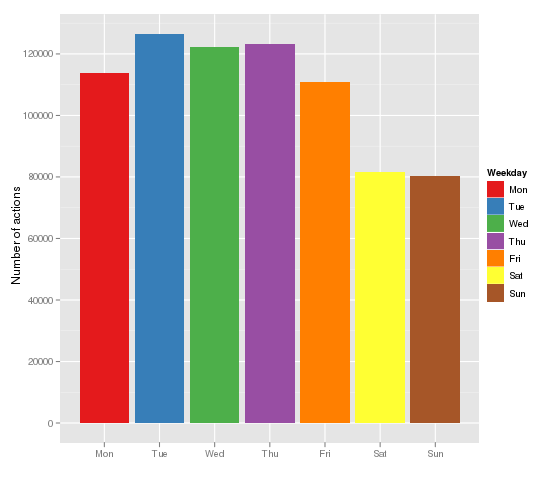 120000
100000
80000
60000
40000
20000
0
Number of actions
Mon Tue Wed Thu Fri Sat Sun
Weekday
Mon
Tue
Wed
Thu
Fri
Sat
Sun